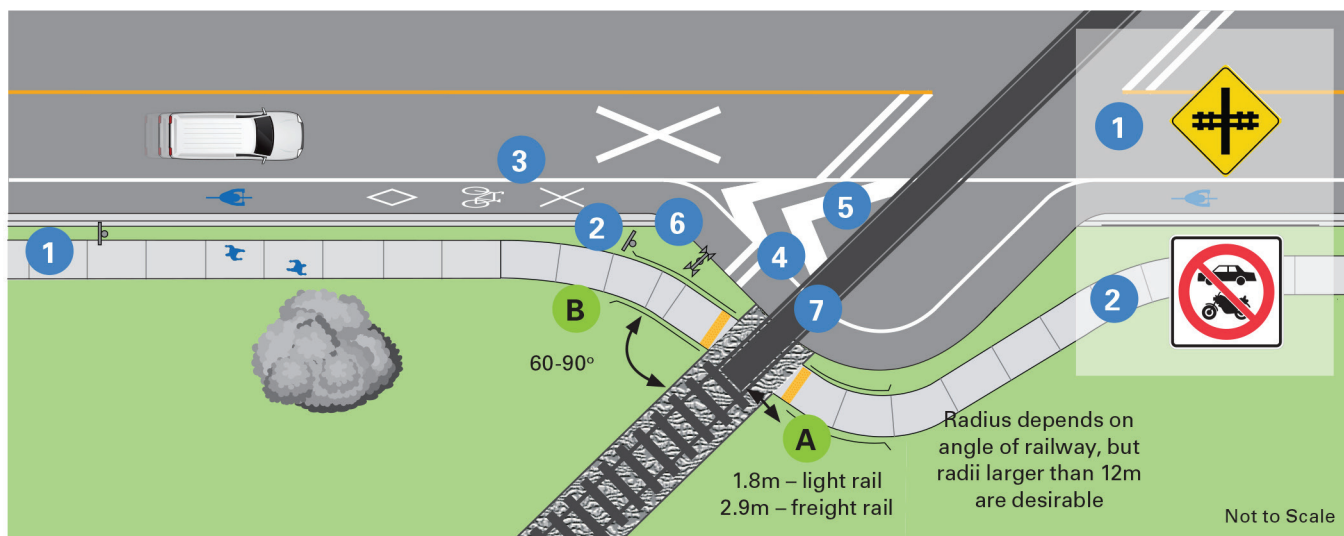 1
3
2
6
5
1
4
1
B
7
2
60-90°
A
1.8m – light rail
2.9m – freight rail
Radius depends on
angle of railway, but
radii larger than 12m
are desirable
Not to Scale